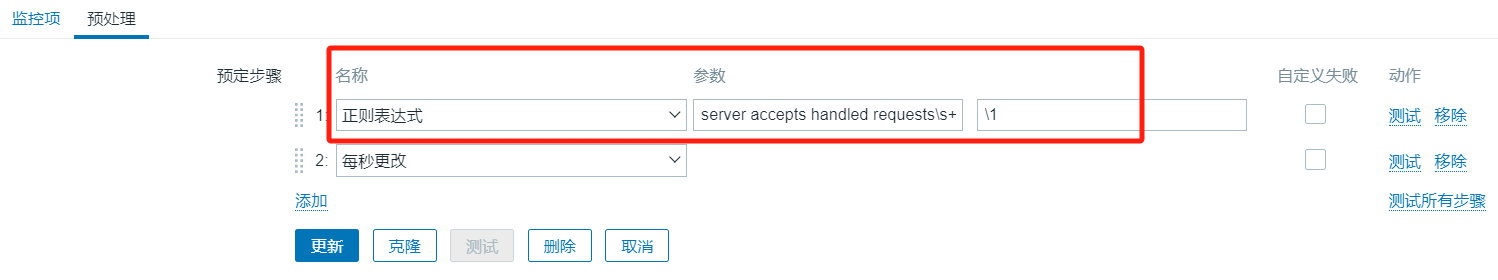 监控项 预处理
预定步骤 名称 参数 自定义失败 动作
1: 正则表达式 server accepts handled requests\s+ \1 测试 移除
2: 每秒更改 测试 移除
添加 测试所有步骤
更新 克隆 测试 删除 取消